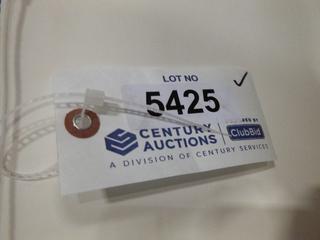 LOT NO
5425
CENTURY
AUCTIONS
ClubBid
A DIVISION OF CENTURY SERVICES